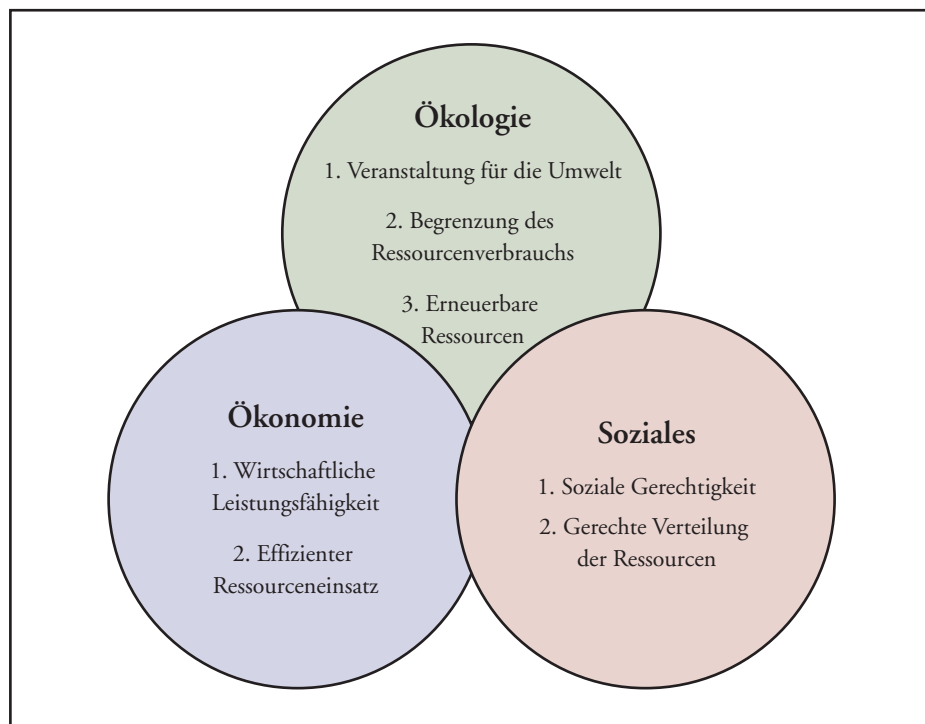 Ökologie
1. Veranstaltung für die Umwelt
2. Begrenzung des
Ressourcenverbrauchs
3. Erneuerbare
Ressourcen
Ökonomie
1. Wirtschaftliche
Leistungsfähigkeit
2. Effizienter
Ressourceneinsatz
Soziales
1. Soziale Gerechtigkeit
2. Gerechte Verteilung
der Ressourcen